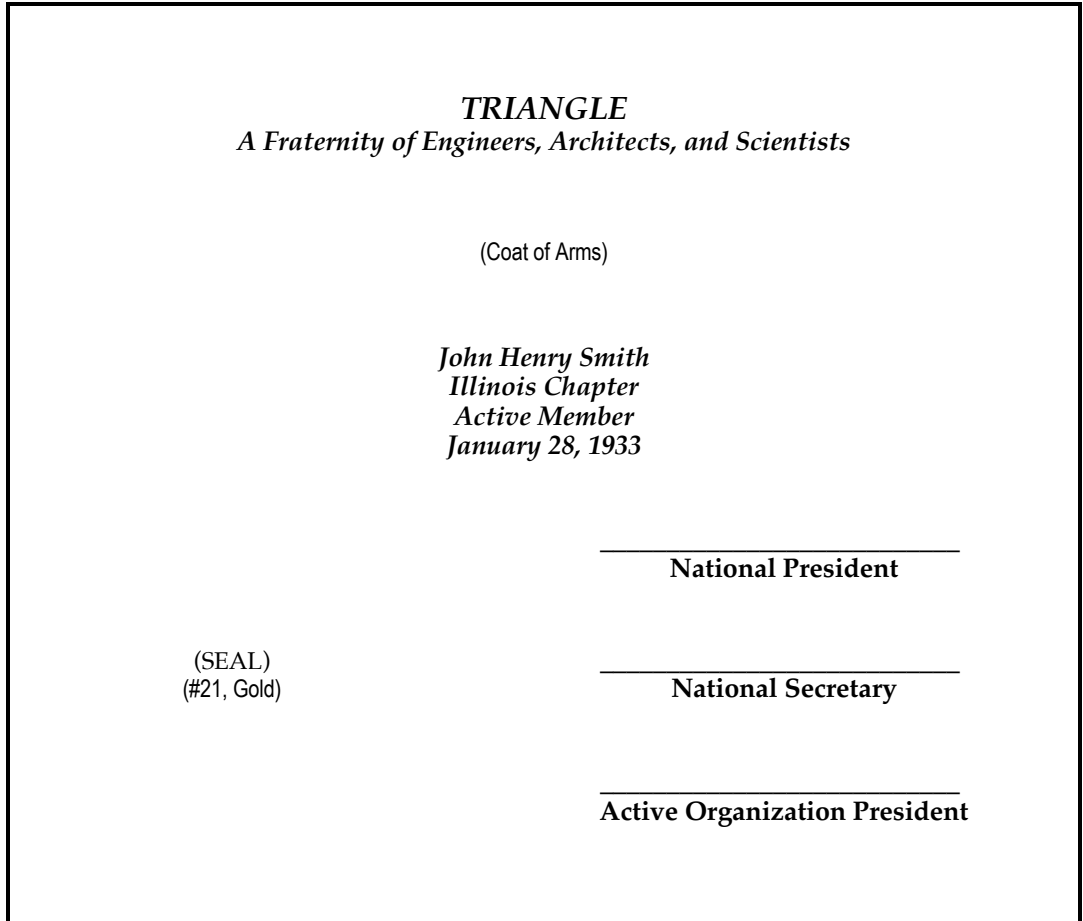 TRIANGLE
A Fraternity of Engineers, Architects, and Scientists
(Coat of Arms)
John Henry Smith
Illinois Chapter
Active Member
January 28, 1933
National President
(SEAL)
(#21, Gold)
National Secretary
Active Organization President